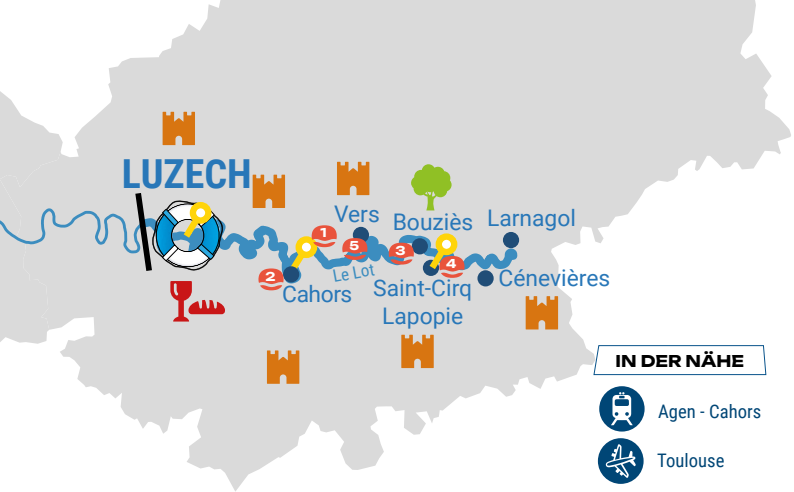 LUZECH
Vers
Bouziès
Larnagol
1
5
3
4
2
Le Lot
Cahors
Saint-Cirq
Lapopie
Cénevières
IN DER NÄHE
Agen - Cahors
Toulouse